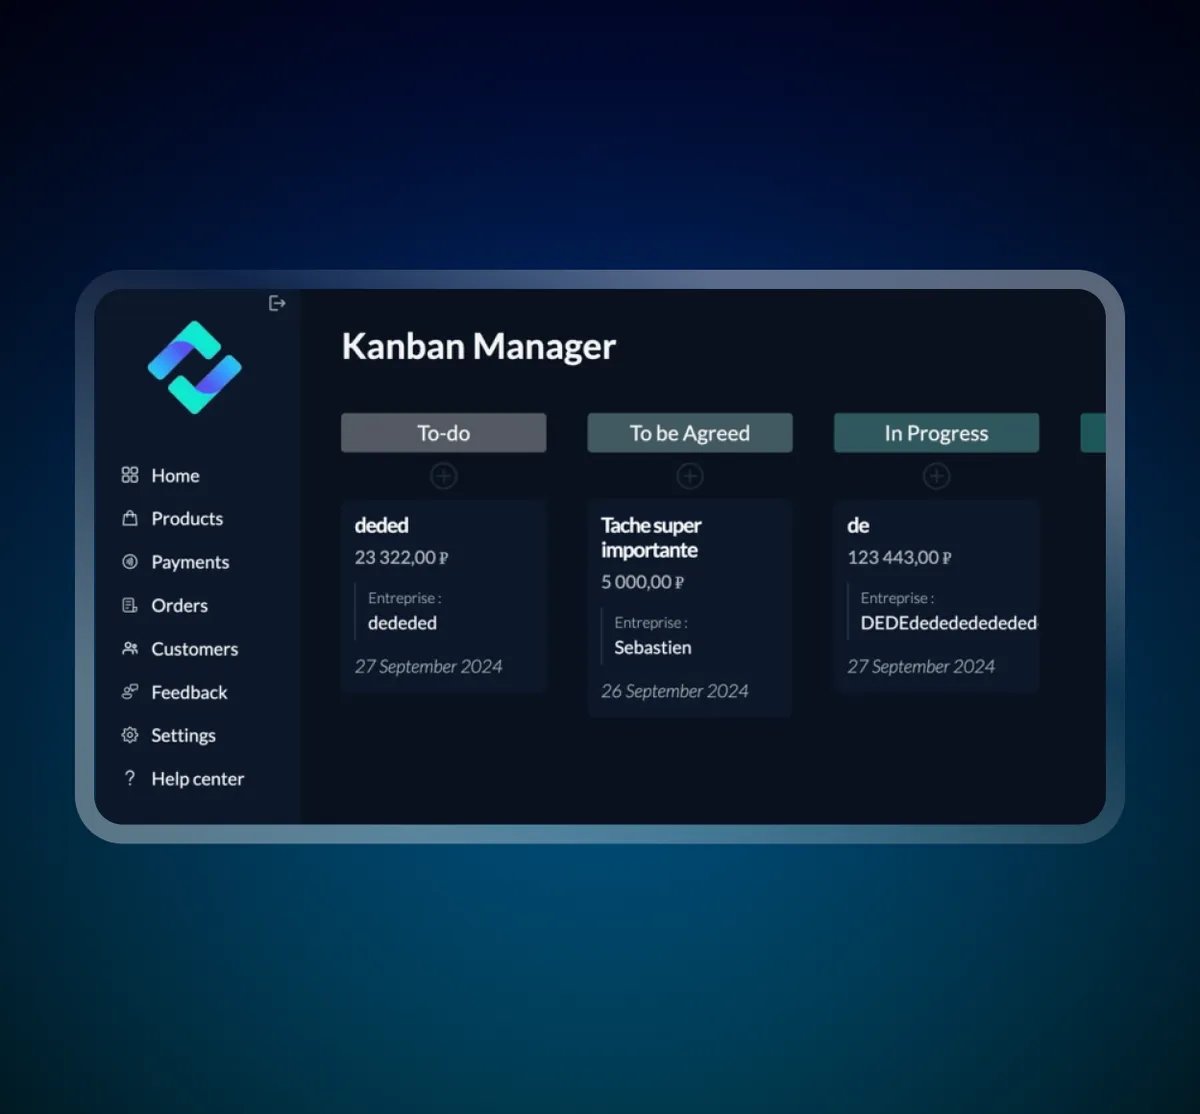 Kanban Manager
Home
Products
Payments
Orders
Customers
Feedback
Settings
? Help center
To-do
deded
23 322,00 ₽
Entreprise :
dededed
27 September 2024
To be Agreed
Tache super
importante
5 000,00 ₽
Entreprise :
Sebastien
26 September 2024
In Progress
de
123 443,00 ₽
Entreprise :
DEDEdedededededed
27 September 2024